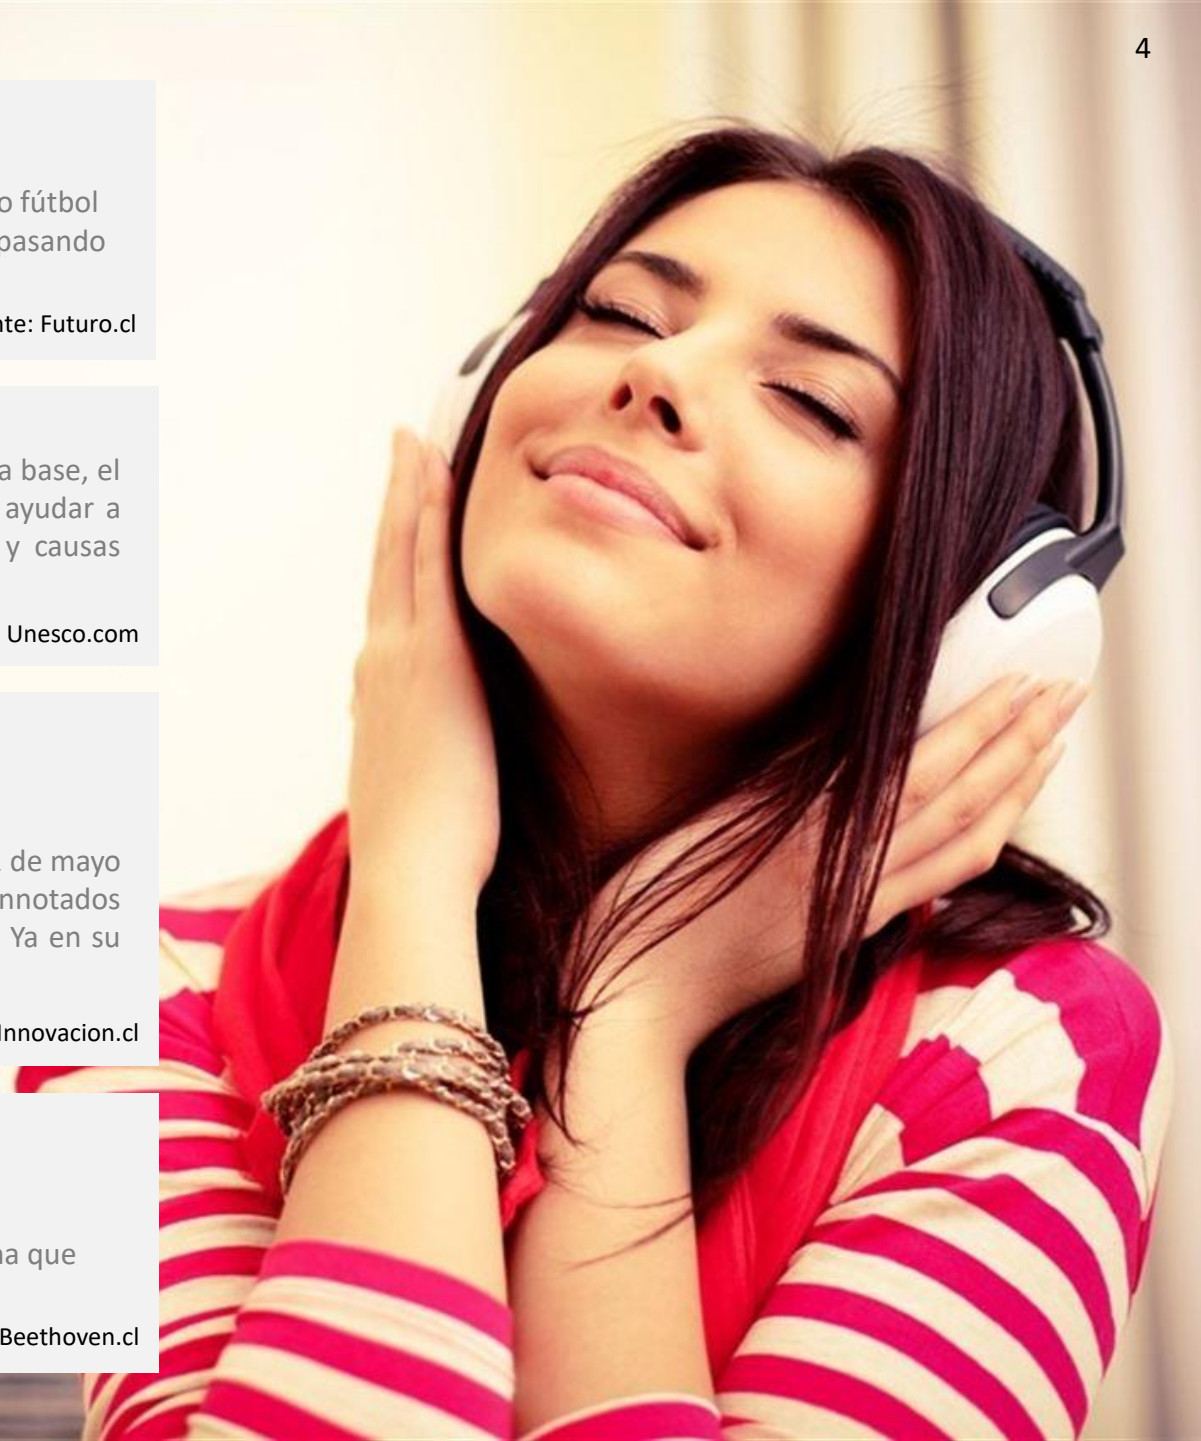 4
o fútbol
pasando
nte: Futuro.cl
a base, el
ayudar a
y causas
Unesco.com
de mayo
nnotados
Ya en su
Innovacion.cl
na que
Beethoven.cl